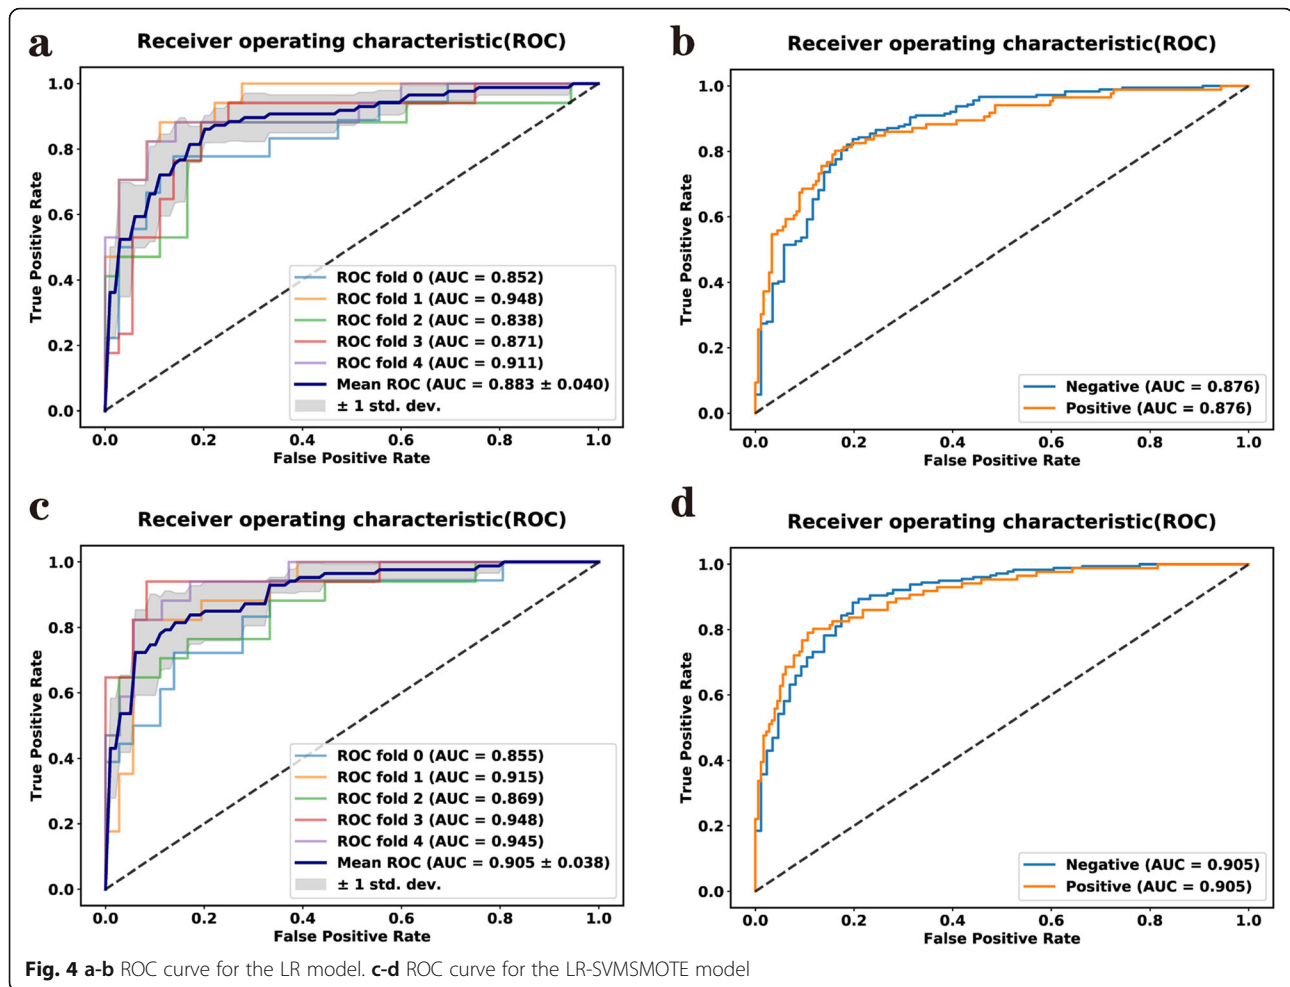 a
Receiver operating characteristic(ROC)
True Positive Rate
1.0
0.8
0.6
0.4
0.2
0.0
ROC fold 0 (AUC = 0.852)
ROC fold 1 (AUC = 0.948)
ROC fold 2 (AUC = 0.838)
ROC fold 3 (AUC = 0.871)
ROC fold 4 (AUC = 0.911)
Mean ROC (AUC = 0.883 ± 0.040)
± 1 std. dev.
0.0 0.2 0.4 0.6 0.8 1.0
False Positive Rate
b
Receiver operating characteristic(ROC)
True Positive Rate
1.0
0.8
0.6
0.4
0.2
0.0
Negative (AUC = 0.876)
Positive (AUC = 0.876)
0.0 0.2 0.4 0.6 0.8 1.0
False Positive Rate
c
Receiver operating characteristic(ROC)
True Positive Rate
1.0
0.8
0.6
0.4
0.2
0.0
ROC fold 0 (AUC = 0.855)
ROC fold 1 (AUC = 0.915)
ROC fold 2 (AUC = 0.869)
ROC fold 3 (AUC = 0.948)
ROC fold 4 (AUC = 0.945)
Mean ROC (AUC = 0.905 ± 0.038)
± 1 std. dev.
0.0 0.2 0.4 0.6 0.8 1.0
False Positive Rate
d
Receiver operating characteristic(ROC)
True Positive Rate
1.0
0.8
0.6
0.4
0.2
0.0
Negative (AUC = 0.905)
Positive (AUC = 0.905)
0.0 0.2 0.4 0.6 0.8 1.0
False Positive Rate
Fig. 4 a-b ROC curve for the LR model. c-d ROC curve for the LR-SVMSMOTE model